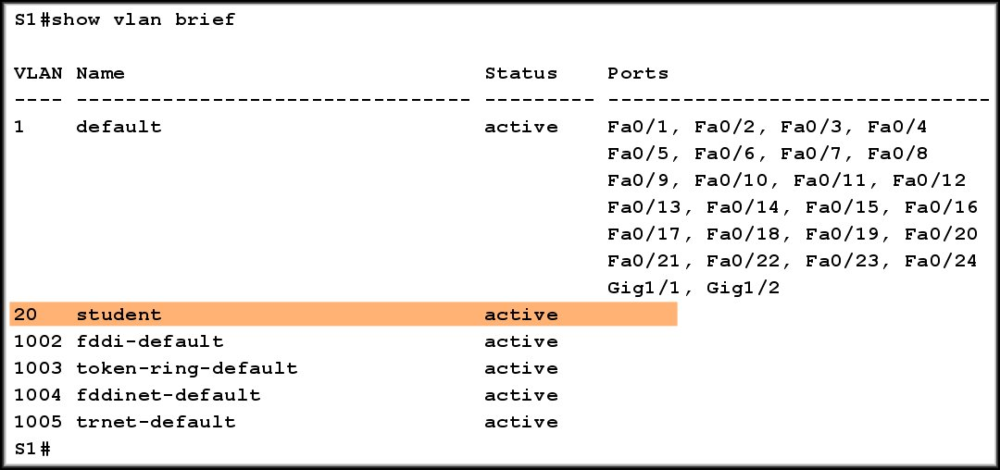 S1#show vlan brief
VLAN Name                             Status    Ports
---- -------------------------------- --------- -------------------------------
1    default                          active    Fa0/1, Fa0/2, Fa0/3, Fa0/4
                                                Fa0/5, Fa0/6, Fa0/7, Fa0/8
                                                Fa0/9, Fa0/10, Fa0/11, Fa0/12
                                                Fa0/13, Fa0/14, Fa0/15, Fa0/16
                                                Fa0/17, Fa0/18, Fa0/19, Fa0/20
                                                Fa0/21, Fa0/22, Fa0/23, Fa0/24
                                                Gig1/1, Gig1/2
20   student                          active
1002 fddi-default                     active
1003 token-ring-default               active
1004 fddinet-default                  active
1005 trnet-default                    active
S1#